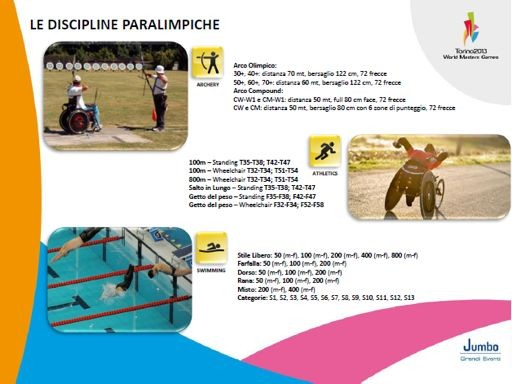 LE DISCIPLINE PARALIMPICHE
Torino2013
World Masters Games
ARCHERY
Arco Olimpico:
30+, 40+: distanza 70 mt, bersaglio 122 cm, 72 frecce
50+. 60+, 70+: distanza 60 mt, bersaglio 122 cm, 72 frecce
Arco Compound:
CW-W1 e CM-W1: distanza 50 mt, full 80 cm face, 72 frecce
CW e CM: distanza 50 mt, bersaglio 80 cm con 6 zone di punteggio, 72 frecce
ATHLETICS
100m – Standing T35-T38; T42-T47
100m – Wheelchair T32-T34; T51-T54
800m – Wheelchair T32-T34; T51-T54
Salto in Lungo – Standing T35-T38; T42-T47
Getto del peso – Standing F35-F38; F42-F47
Getto del peso – Wheelchair F32-F34; F52-F58
SWIMMING
Stile Libero: 50 (m-f), 100 (m-f), 200 (m-f), 400 (m-f), 800 (m-f)
Farfalla: 50 (m-f), 100 (m-f), 200 (m-f)
Dorso: 50 (m-f), 100 (m-f), 200 (m-f)
Rana: 50 (m-f), 100 (m-f), 200 (m-f)
Misto: 200 (m-f), 400 (m-f)
Categorie: S1, S2, S3, S4, S5, S6, S7, S8, S9, S10, S11, S12, S13
Jumbo
Grandi Eventi